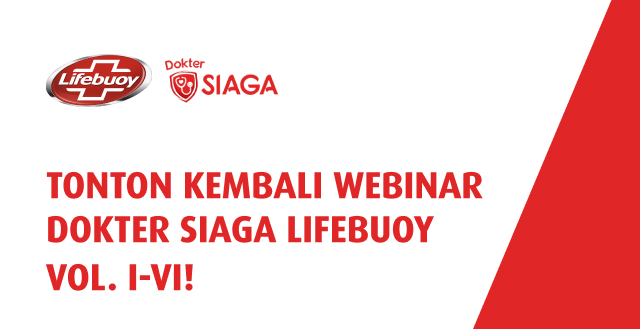 Lifebuoy
Dokter
SIAGA
TONTON KEMBALI WEBINAR
DOKTER SIAGA LIFEBUOY
VOL. I-VI!